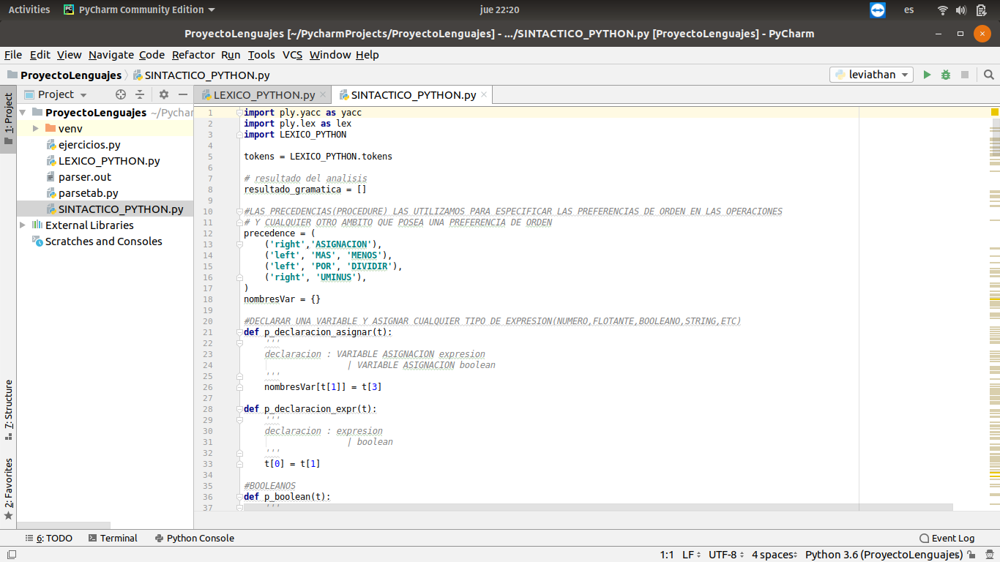 Activities PyCharm Community Edition jue 22:20 es
ProyectoLenguajes [~/PycharmProjects/ProyectoLenguajes] - .../SINTACTICO_PYTHON.py [ProyectoLenguajes] - PyCharm
File Edit View Navigate Code Refactor Run Tools VCS Window Help
ProyectoLenguajes SINTACTICO_PYTHON.py leviathan
1: Project
7: Structure
2: Favorites
Project
ProyectoLenguajes ~/Pychar
venv
ejercicios.py
LEXICO_PYTHON.py
parser.out
parsetab.py
SINTACTICO_PYTHON.py
External Libraries
Scratches and Consoles
LEXICO_PYTHON.py SINTACTICO_PYTHON.py
1 import ply.yacc as yacc
2 import ply.lex as lex
3 import LEXICO_PYTHON
4
5 tokens = LEXICO_PYTHON.tokens
6
7 # resultado del analisis
8 resultado_gramatica = []
9
10 #LAS PRECEDENCIAS(PROCEDURE) LAS UTILIZAMOS PARA ESPECIFICAR LAS PREFERENCIAS DE ORDEN EN LAS OPERACIONES
11 # Y CUALQUIER OTRO AMBITO QUE POSEA UNA PREFERENCIA DE ORDEN
12 precedence = (
13     ('right','ASIGNACION'),
14     ('left', 'MAS', 'MENOS'),
15     ('left', 'POR', 'DIVIDIR'),
16     ('right', 'UMINUS'),
17 )
18 nombresVar = {}
19
20 #DECLARAR UNA VARIABLE Y ASIGNAR CUALQUIER TIPO DE EXPRESION(NUMERO,FLOTANTE,BOOLEANO,STRING,ETC)
21 def p_declaracion_asignar(t):
22     '''
23     declaracion : VARIABLE ASIGNACION expresion
24                     | VARIABLE ASIGNACION boolean
25     '''
26     nombresVar[t[1]] = t[3]
27
28 def p_declaracion_expr(t):
29     '''
30     declaracion : expresion
31                     | boolean
32     '''
33     t[0] = t[1]
34
35 #BOOLEANOS
36 def p_boolean(t):
37     '''
6: TODO Terminal Python Console Event Log
1:1 LF UTF-8 4 spaces Python 3.6 (ProyectoLenguajes)